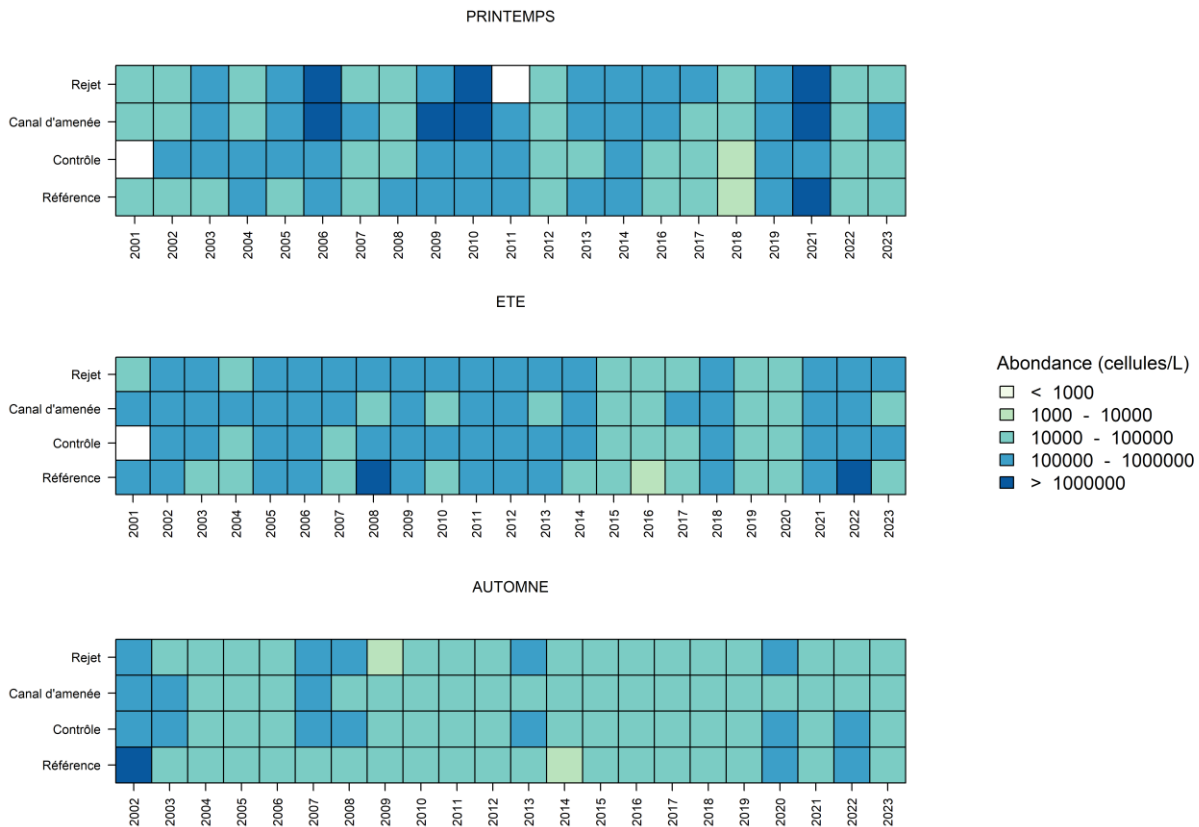 PRINTEMPS
Rejet
Canal d'amenée
Contrôle
Référence
2001 2002 2003 2004 2005 2006 2007 2008 2009 2010 2011 2012 2013 2014 2016 2017 2018 2019 2021 2022 2023
ETE
Rejet
Canal d'amenée
Contrôle
Référence
2001 2002 2003 2004 2005 2006 2007 2008 2009 2010 2011 2012 2013 2014 2015 2016 2017 2018 2019 2020 2021 2022 2023
Abondance (cellules/L)
< 1000
1000 - 10000
10000 - 100000
100000 - 1000000
> 1000000
AUTOMNE
Rejet
Canal d'amenée
Contrôle
Référence
2002 2003 2004 2005 2006 2007 2008 2009 2010 2011 2012 2013 2014 2015 2016 2017 2018 2019 2020 2021 2022 2023